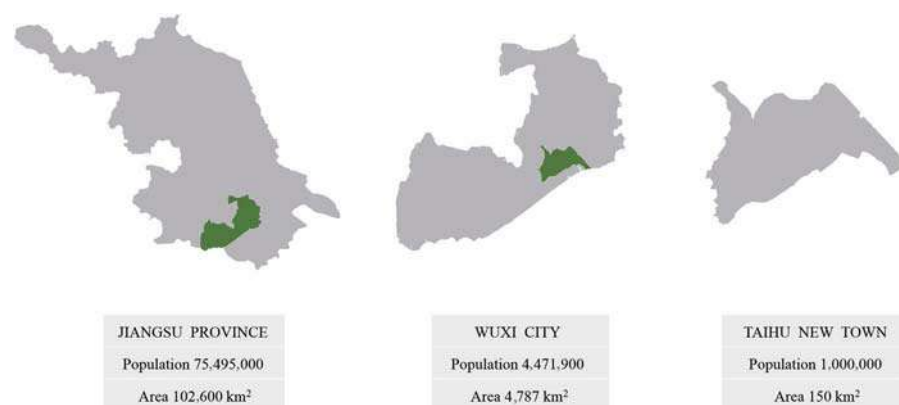 JIANGSU PROVINCE
Population 75,495,000
Area 102,600 km²
WUXI CITY
Population 4,471,900
Area 4,787 km²
TAIHU NEW TOWN
Population 1,000,000
Area 150 km²